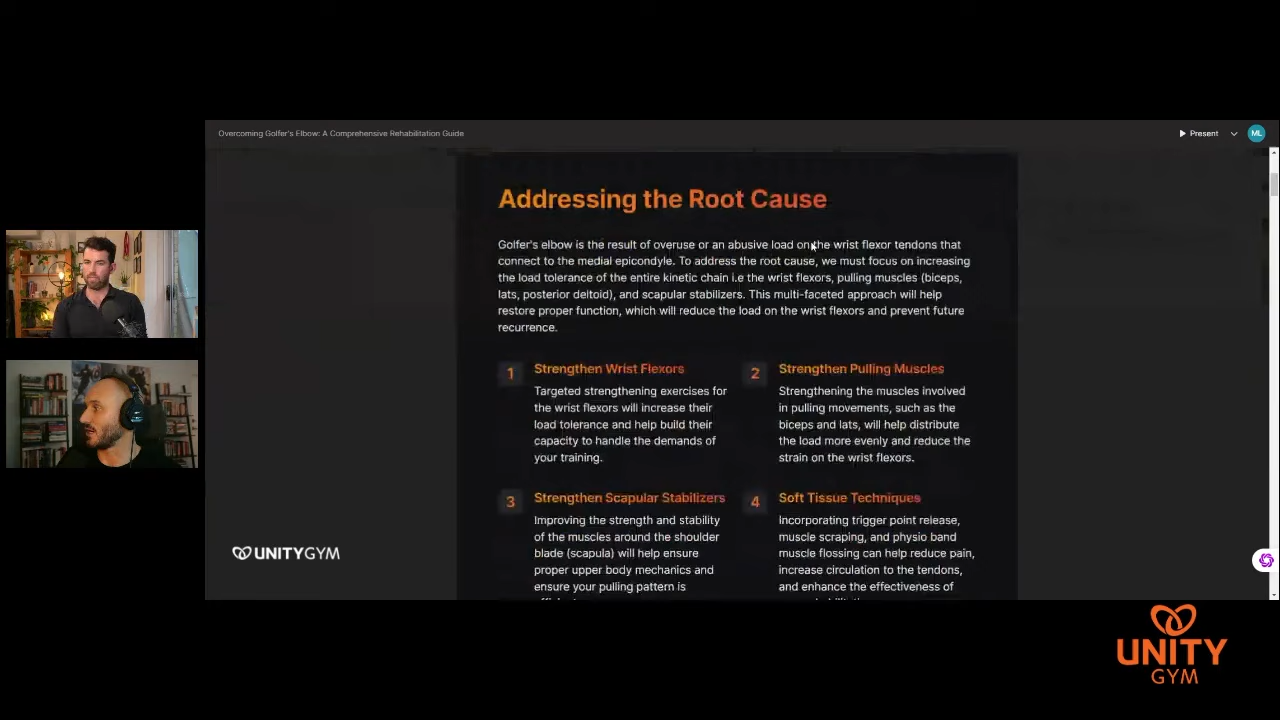 Overcoming Golfer's Elbow: A Comprehensive Rehabilitation Guide
Present
ML
Addressing the Root Cause
Golfer's elbow is the result of overuse or an abusive load on the wrist flexor tendons that
connect to the medial epicondyle. To address the root cause, we must focus on increasing
the load tolerance of the entire kinetic chain i.e the wrist flexors, pulling muscles (biceps,
lats, posterior deltoid), and scapular stabilizers. This multi-faceted approach will help
restore proper function, which will reduce the load on the wrist flexors and prevent future
recurrence.
1
Strengthen Wrist Flexors
Targeted strengthening exercises for
the wrist flexors will increase their
load tolerance and help build their
capacity to handle the demands of
your training.
2
Strengthen Pulling Muscles
Strengthening the muscles involved
in pulling movements, such as the
biceps and lats, will help distribute
the load more evenly and reduce the
strain on the wrist flexors.
3
Strengthen Scapular Stabilizers
Improving the strength and stability
of the muscles around the shoulder
blade (scapula) will help ensure
proper upper body mechanics and
ensure your pulling pattern is
4
Soft Tissue Techniques
Incorporating trigger point release,
muscle scraping, and physio band
muscle flossing can help reduce pain,
increase circulation to the tendons,
and enhance the effectiveness of
UNITYGYM
UNITY
GYM